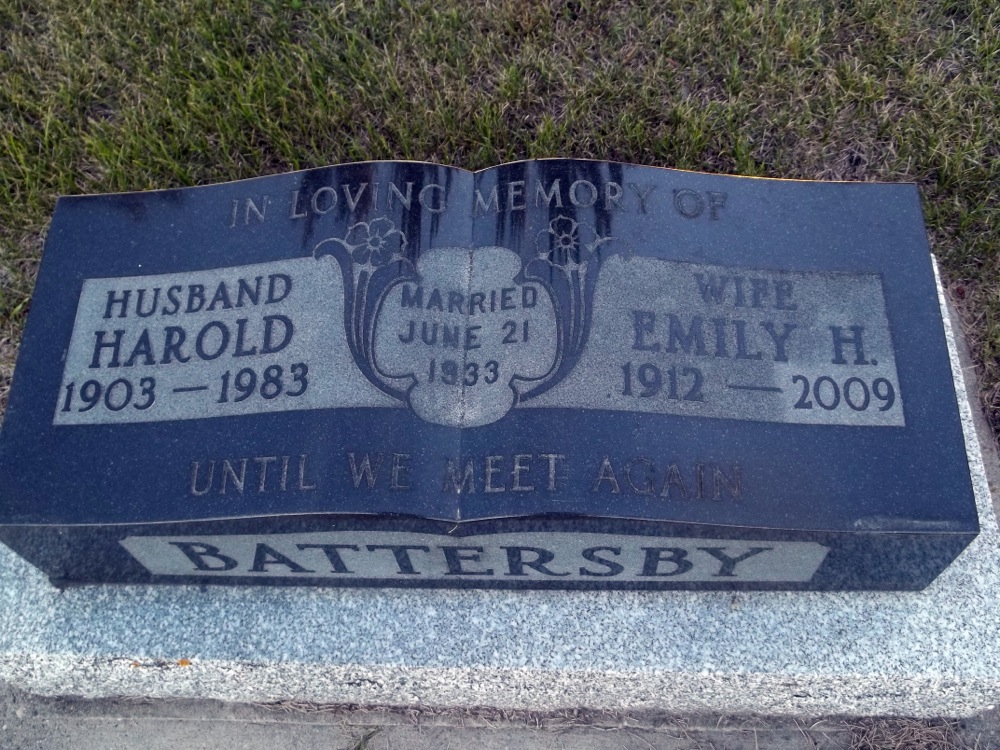 IN LOVING MEMORY OF
HUSBAND
HAROLD
1903 — 1983
MARRIED
JUNE 21
1933
WIFE
EMILY H.
1912 — 2009
UNTIL WE MEET AGAIN
BATTERSBY